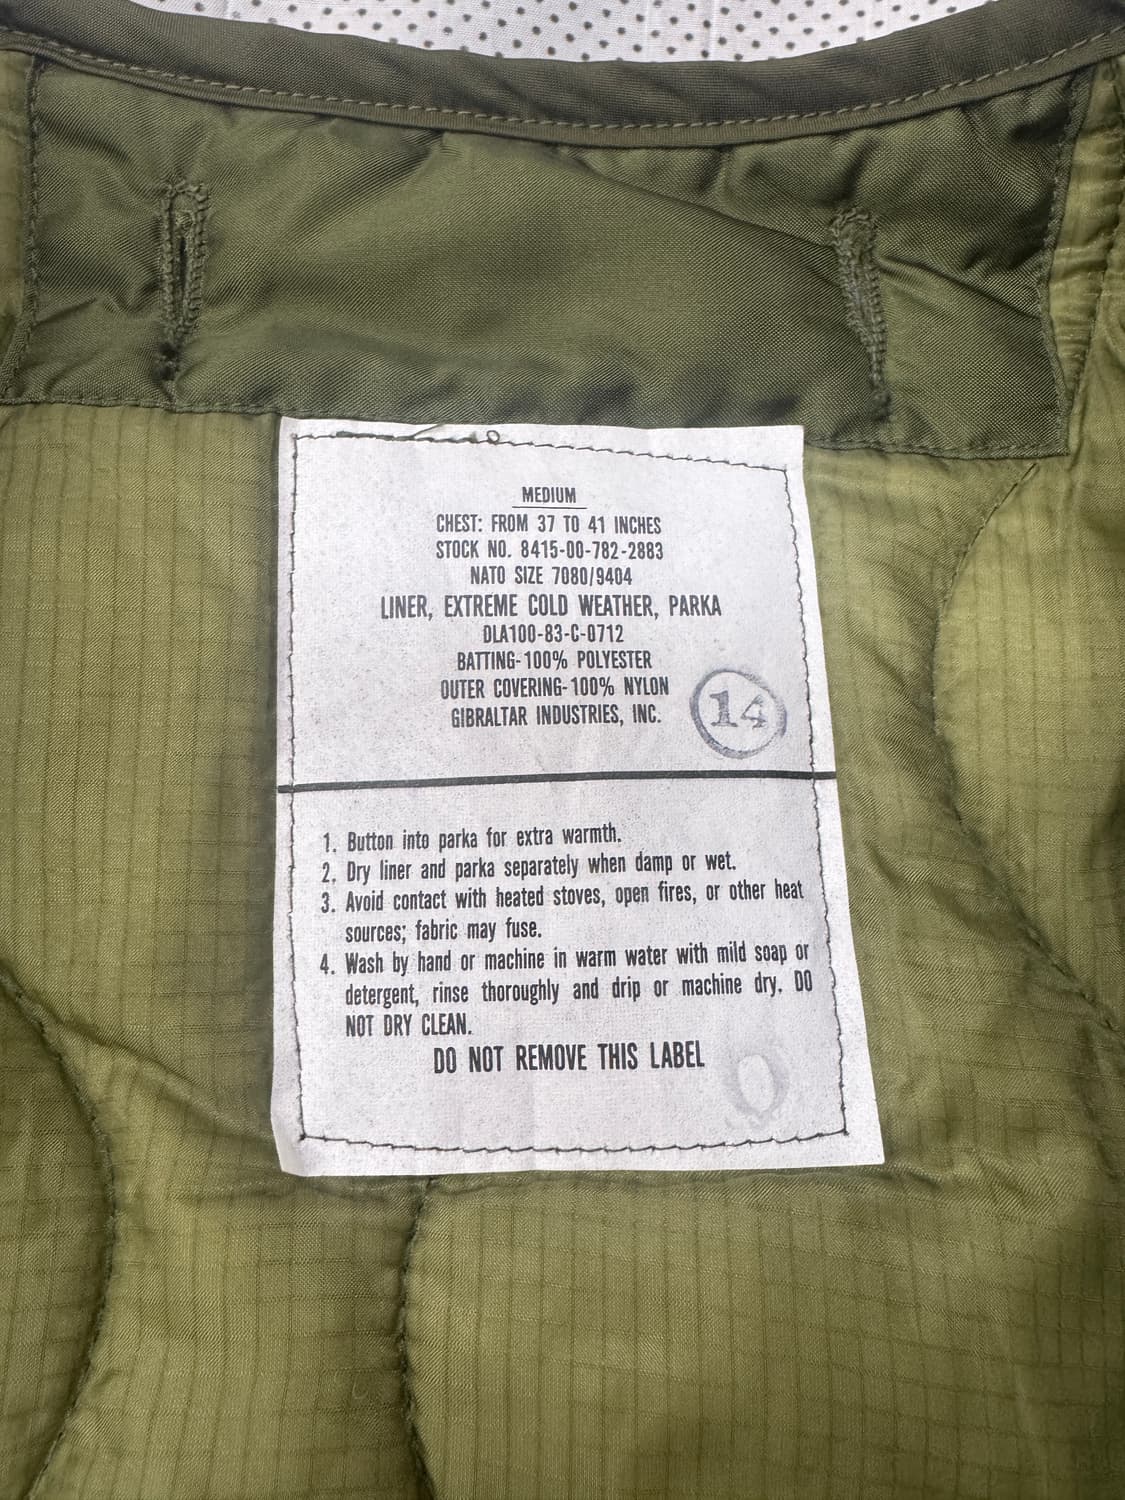 MEDIUM
CHEST: FROM 37 TO 41 INCHES
STOCK NO. 8415-00-782-2883
NATO SIZE 7080/9404
LINER, EXTREME COLD WEATHER, PARKA
DLA100-83-C-0712
BATTING-100% POLYESTER
OUTER COVERING-100% NYLON
GIBRALTAR INDUSTRIES, INC.
14
1. Button into parka for extra warmth.
2. Dry liner and parka separately when damp or wet.
3. Avoid contact with heated stoves, open fires, or other heat
sources; fabric may fuse.
4. Wash by hand or machine in warm water with mild soap or
detergent, rinse thoroughly and drip or machine dry. DO
NOT DRY CLEAN.
DO NOT REMOVE THIS LABEL